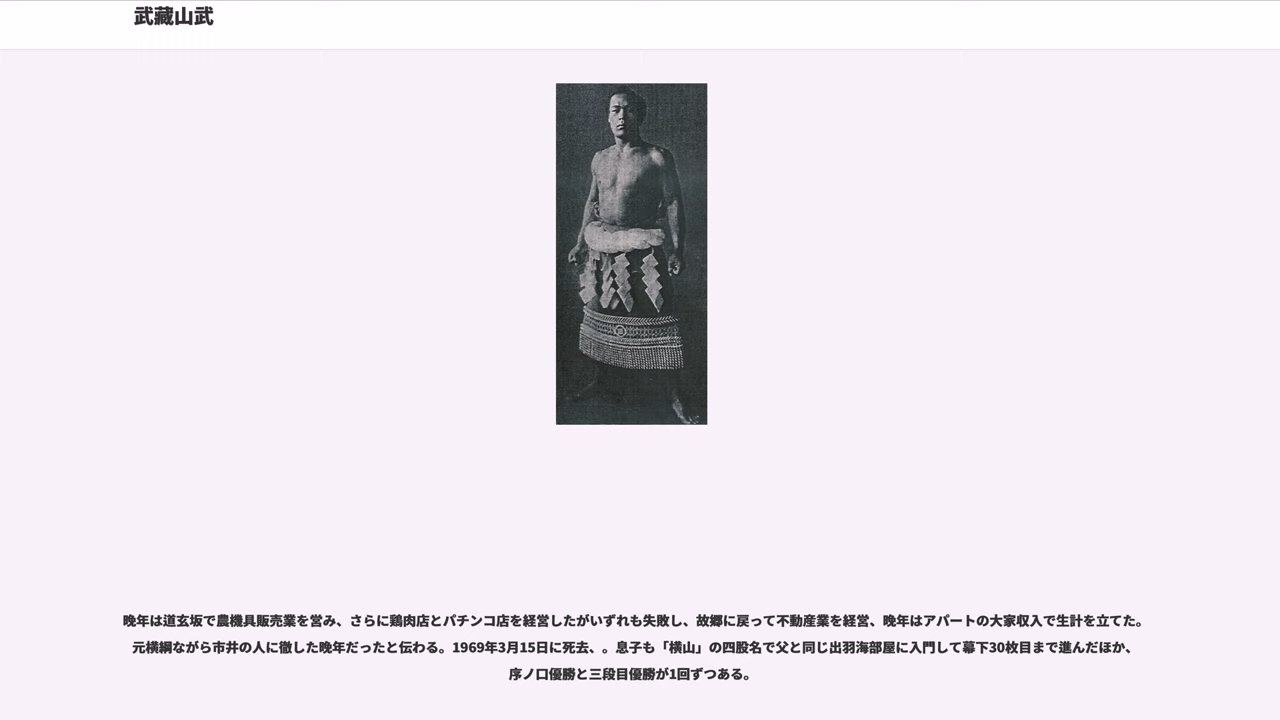 武藏山武
晩年は道玄坂で農機具販売業を営み、さらに鶏肉店とパチンコ店を経営したがいずれも失敗し、故郷に戻って不動産業を経営、晩年はアパートの大家収入で生計を立てた。
元横綱ながら市井の人に徹した晩年だったと伝わる。1969年3月15日に死去、。息子も「横山」の四股名で父と同じ出羽海部屋に入門して幕下30枚目まで進んだほか、
序ノ口優勝と三段目優勝が1回ずつある。